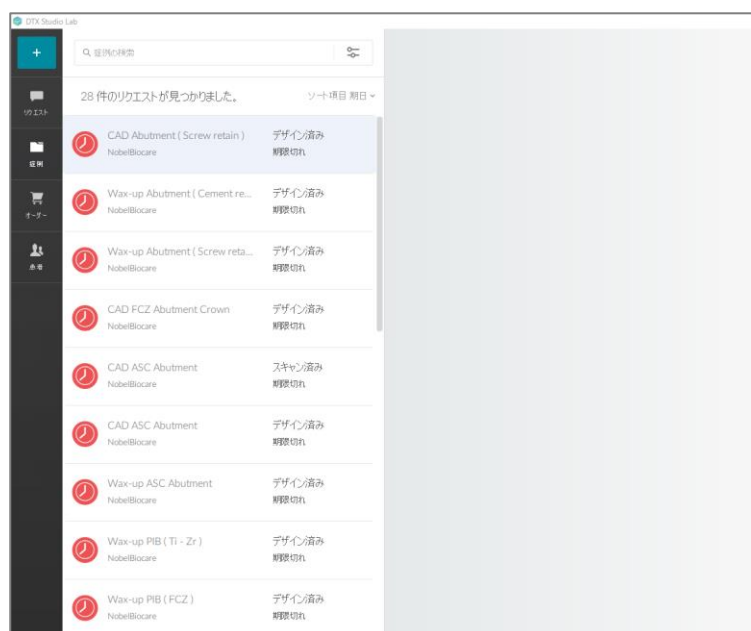 DTX Studio Lab
+
症例の検索
28 件のリクエストが見つかりました。
ソート項目 期日
リクエスト
症例
オーダー
患者
CAD Abutment ( Screw retain )
デザイン済み
NobelBiocare
期限切れ
Wax-up Abutment ( Cement re...
デザイン済み
NobelBiocare
期限切れ
Wax-up Abutment ( Screw reta...
デザイン済み
NobelBiocare
期限切れ
CAD FCZ Abutment Crown
デザイン済み
NobelBiocare
期限切れ
CAD ASC Abutment
スキャン済み
NobelBiocare
期限切れ
CAD ASC Abutment
デザイン済み
NobelBiocare
期限切れ
Wax-up ASC Abutment
デザイン済み
NobelBiocare
期限切れ
Wax-up PIB ( Ti - Zr )
デザイン済み
NobelBiocare
期限切れ
Wax-up PIB ( FCZ )
デザイン済み
NobelBiocare
期限切れ